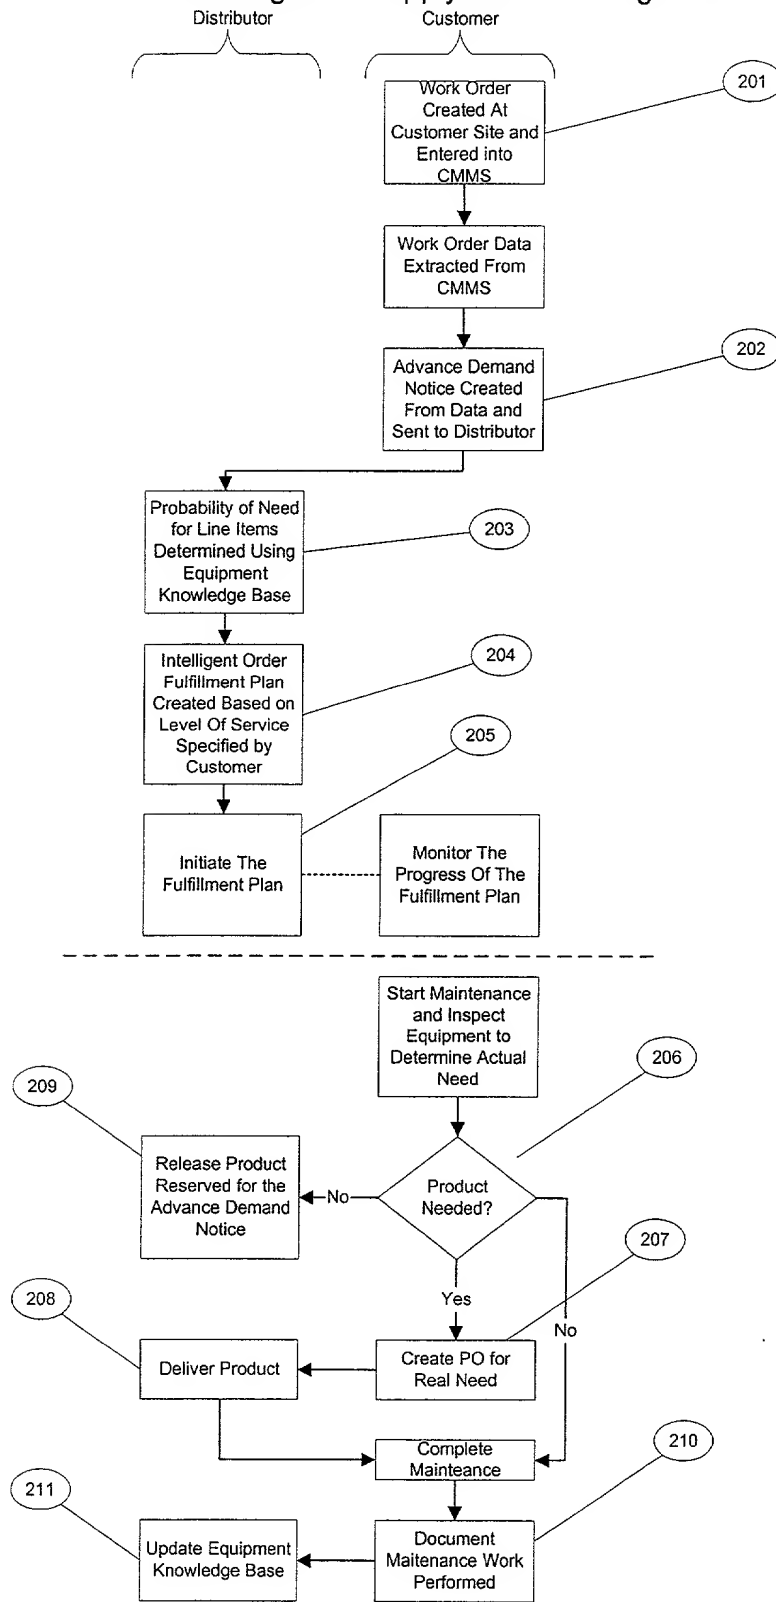 Distributor
Customer
Work Order
Created At
Customer Site and
Entered into
CMMS
201
Work Order Data
Extracted From
CMMS
Advance Demand
Notice Created
From Data and
Sent to Distributor
202
Probability of Need
for Line Items
Determined Using
Equipment
Knowledge Base
203
Intelligent Order
Fulfillment Plan
Created Based on
Level Of Service
Specified by
Customer
204
205
Initiate The
Fulfillment Plan
Monitor The
Progress Of The
Fulfillment Plan
Start Maintenance
and Inspect
Equipment to
Determine Actual
Need
206
209
Release Product
Reserved for the
Advance Demand
Notice
No
Product
Needed?
207
Yes
No
208
Deliver Product
Create PO for
Real Need
Complete
Mainteance
210
211
Update Equipment
Knowledge Base
Document
Maitenance Work
Performed